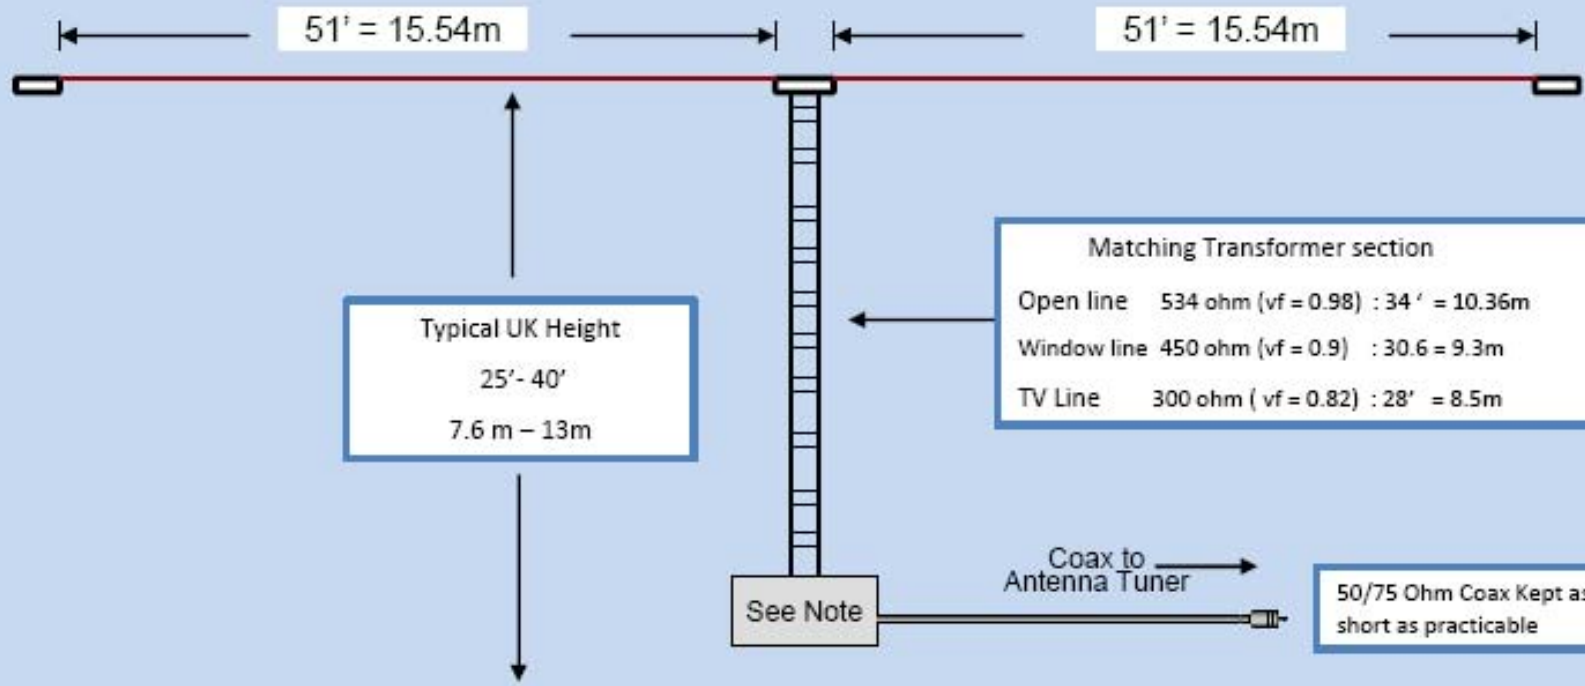 51' = 15.54m
51' = 15.54m
Matching Transformer section
Open line 534 ohm (vf = 0.98) : 34 ' = 10.36m
Window line 450 ohm (vf = 0.9) : 30.6 = 9.3m
TV Line 300 ohm ( vf = 0.82) : 28' = 8.5m
Typical UK Height
25'- 40'
7.6 m – 13m
Coax to
Antenna Tuner
See Note
50/75 Ohm Coax Kept as
short as practicable